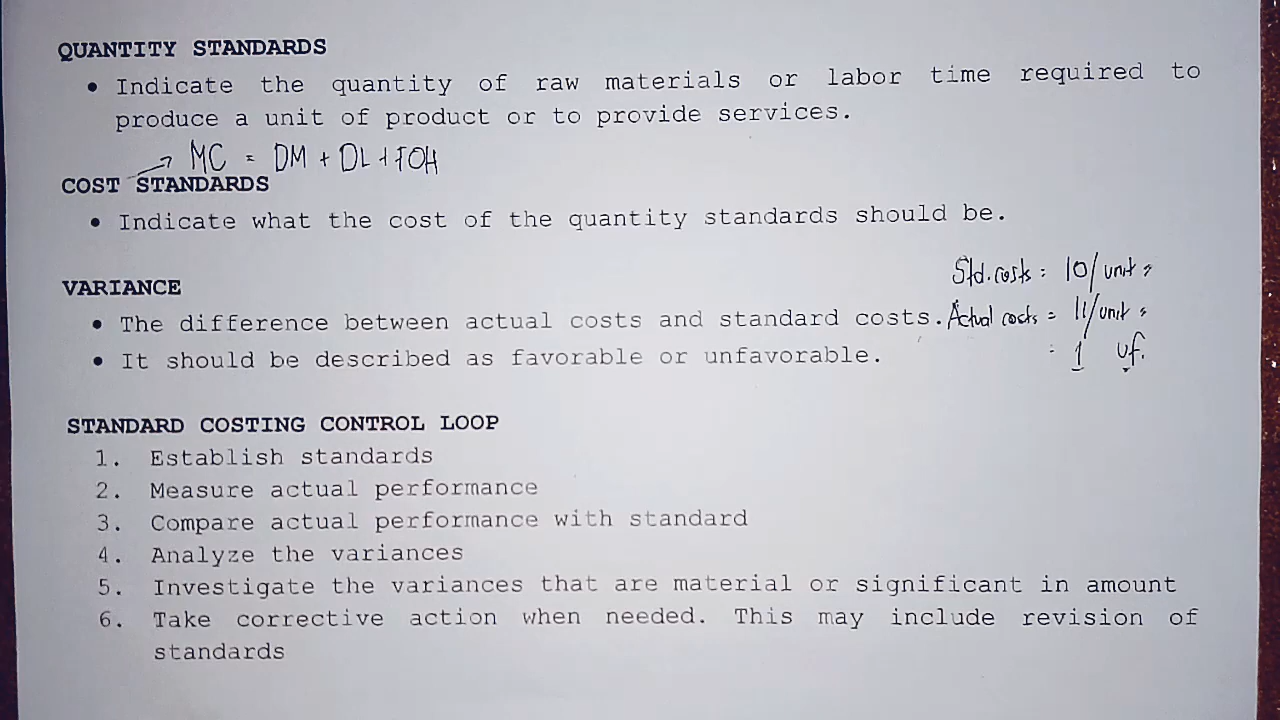 QUANTITY STANDARDS
• Indicate the quantity of raw materials or labor time required to
produce a unit of product or to provide services.
→ MC = DM + DL + FOH
COST STANDARDS
• Indicate what the cost of the quantity standards should be.
Std. costs = 10/unit
VARIANCE
• The difference between actual costs and standard costs. Actual costs = 11/unit
• It should be described as favorable or unfavorable. = 1 uf.
STANDARD COSTING CONTROL LOOP
1. Establish standards
2. Measure actual performance
3. Compare actual performance with standard
4. Analyze the variances
5. Investigate the variances that are material or significant in amount
6. Take corrective action when needed. This may include revision of
standards